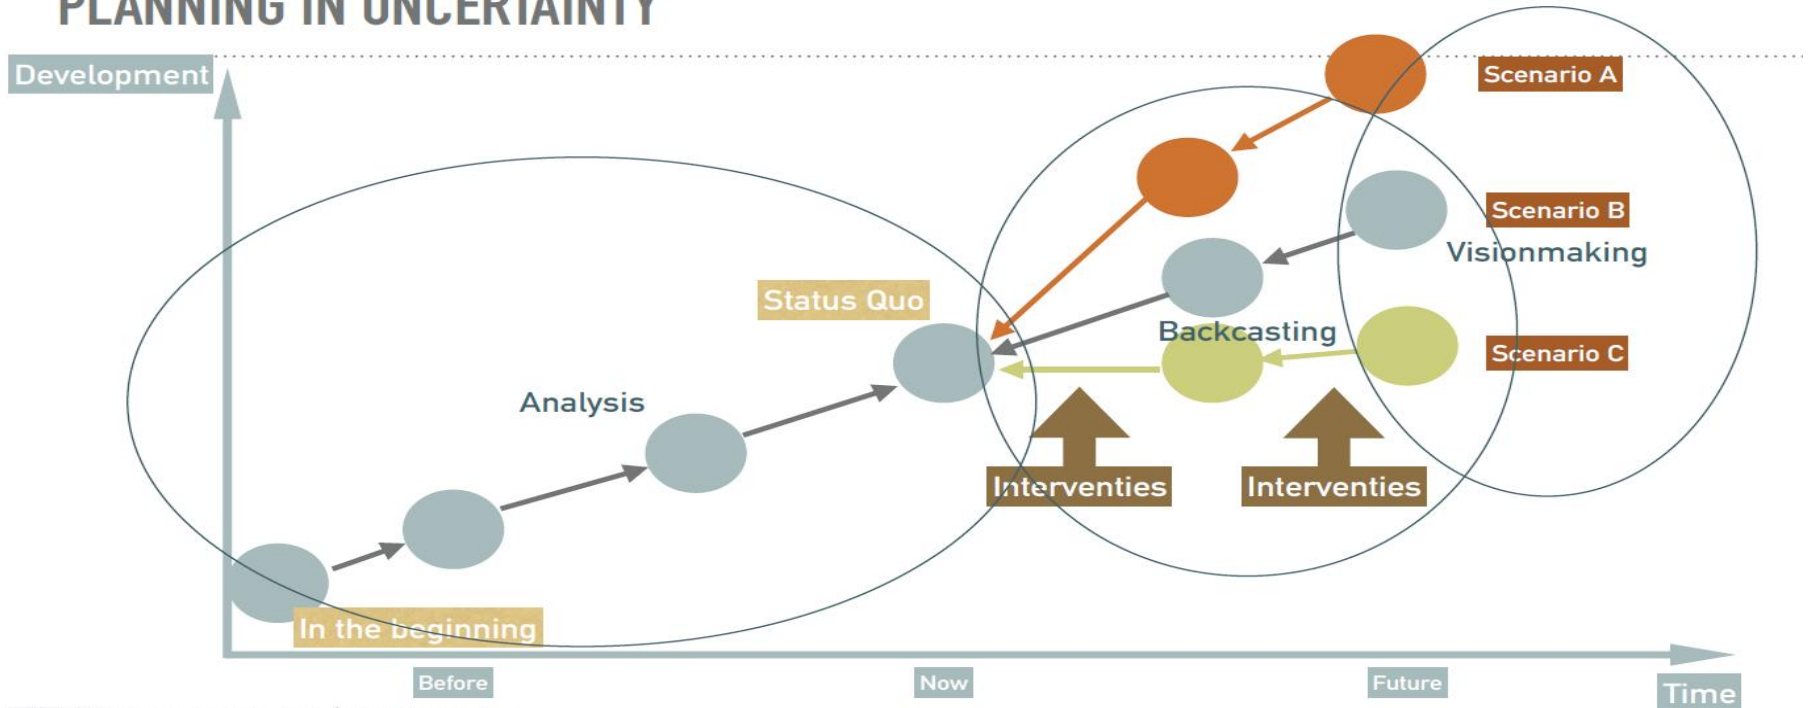 PLANNING IN UNCERTAINTY
Development
Scenario A
Scenario B
Visionmaking
Status Quo
Backcasting
Scenario C
Analysis
Interventies
Interventies
In the beginning
Before
Now
Future
Time